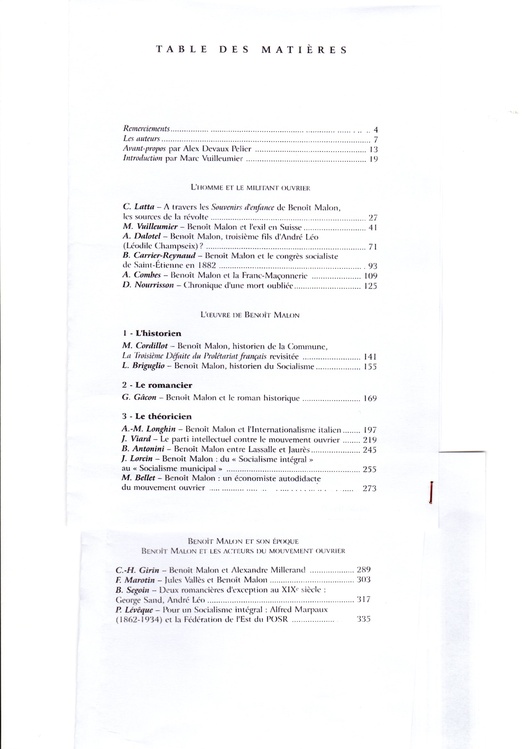 TABLE DES MATIÈRES
Remerciements ........ 4
Les auteurs ........ 7
Avant-propos par Alex Devaux Pelier ........ 13
Introduction par Marc Vuilleumier ........ 19
L'HOMME ET LE MILITANT OUVRIER
C. Latta – A travers les Souvenirs d'enfance de Benoît Malon,
les sources de la révolte ........ 27
M. Vuilleumier – Benoît Malon et l'exil en Suisse ........ 41
A. Dalotel – Benoît Malon, troisième fils d'André Léo
(Léodile Champseix) ? ........ 71
B. Carrier-Reynaud – Benoît Malon et le congrès socialiste
de Saint-Étienne en 1882 ........ 93
A. Combes – Benoît Malon et la Franc-Maçonnerie ........ 109
D. Nourrisson – Chronique d'une mort oubliée ........ 125
L'ŒUVRE DE BENOÎT MALON
1 - L'historien
M. Cordillot – Benoît Malon, historien de la Commune,
La Troisième Défaite du Prolétariat français revisitée ........ 141
L. Briguglio – Benoît Malon, historien du Socialisme ........ 155
2 - Le romancier
G. Gâcon – Benoît Malon et le roman historique ........ 169
3 - Le théoricien
A.-M. Longhin – Benoît Malon et l'Internationalisme italien ........ 197
J. Viard – Le parti intellectuel contre le mouvement ouvrier ........ 219
B. Antonini – Benoît Malon entre Lassalle et Jaurès ........ 245
J. Lorcin – Benoît Malon : du « Socialisme intégral »
au « Socialisme municipal » ........ 255
M. Bellet – Benoît Malon : un économiste autodidacte
du mouvement ouvrier ........ 273
BENOÎT MALON ET SON ÉPOQUE
BENOÎT MALON ET LES ACTEURS DU MOUVEMENT OUVRIER
C.-H. Girin – Benoît Malon et Alexandre Millerand ........ 289
F. Marotin – Jules Vallès et Benoît Malon ........ 303
B. Segoin – Deux romancières d'exception au XIXe siècle :
George Sand, André Léo ........ 317
P. Lévêque – Pour un Socialisme intégral : Alfred Marpaux
(1862-1934) et la Fédération de l'Est du POSR ........ 335